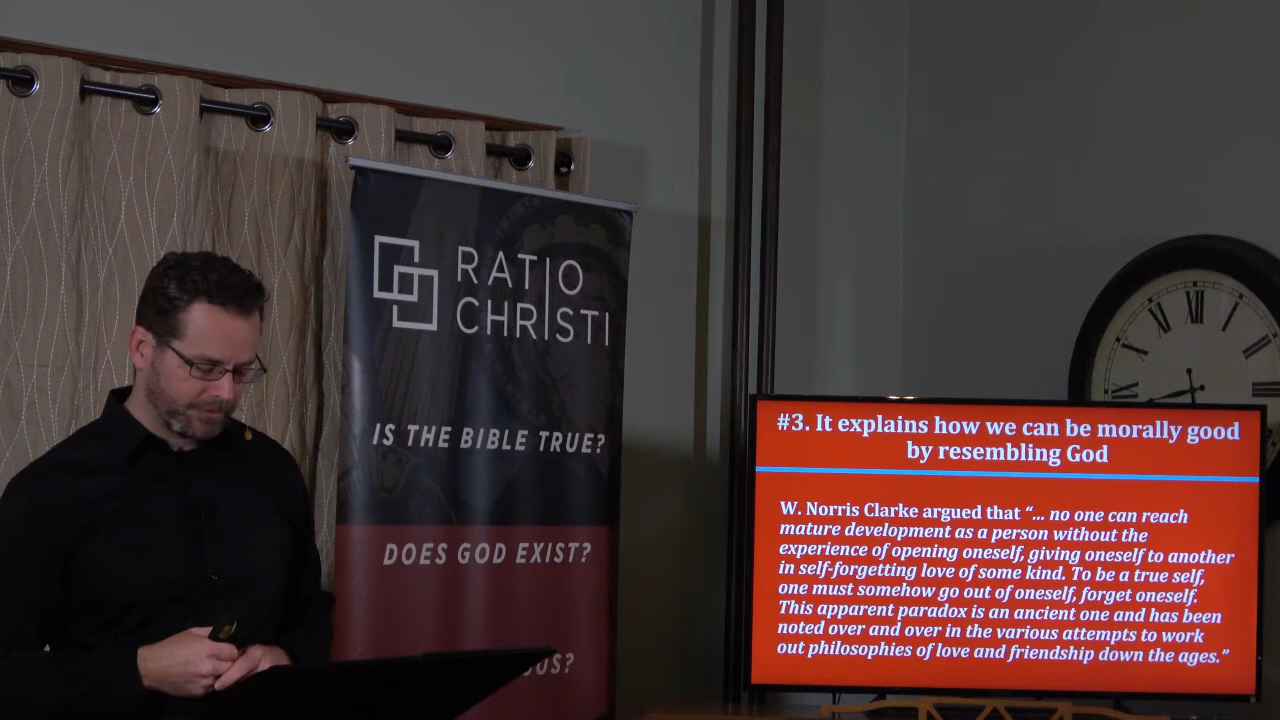 RATIO
CHRISTI
IS THE BIBLE TRUE?
DOES GOD EXIST?
#3. It explains how we can be morally good
by resembling God
W. Norris Clarke argued that “... no one can reach
mature development as a person without the
experience of opening oneself, giving oneself to another
in self-forgetting love of some kind. To be a true self,
one must somehow go out of oneself, forget oneself.
This apparent paradox is an ancient one and has been
noted over and over in the various attempts to work
out philosophies of love and friendship down the ages.”